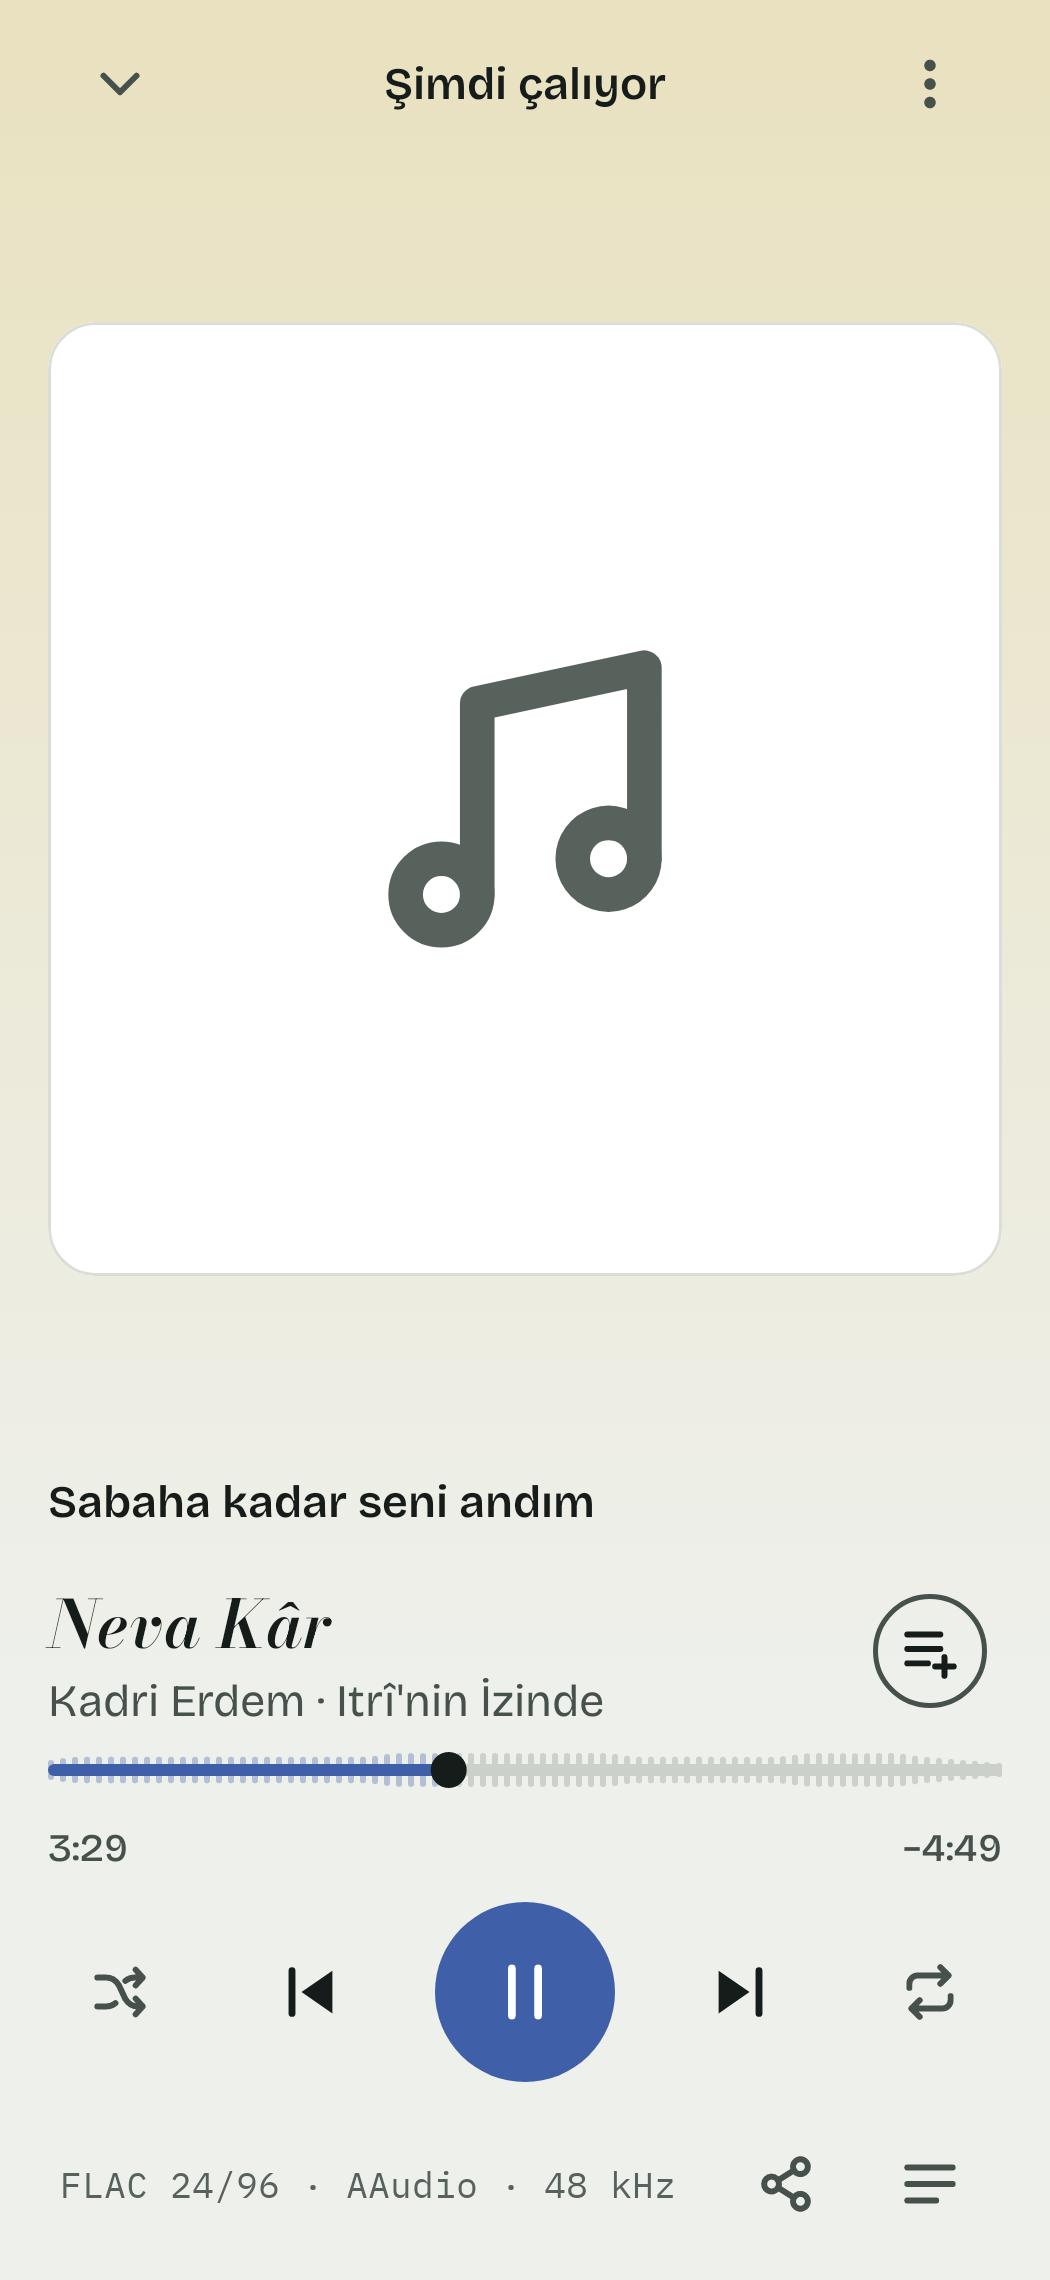 Şimdi çalıyor
Sabaha kadar seni andım
Neva Kâr
Kadri Erdem · Itrî'nin İzinde
3:29
−4:49
FLAC 24/96 · AAudio · 48 kHz